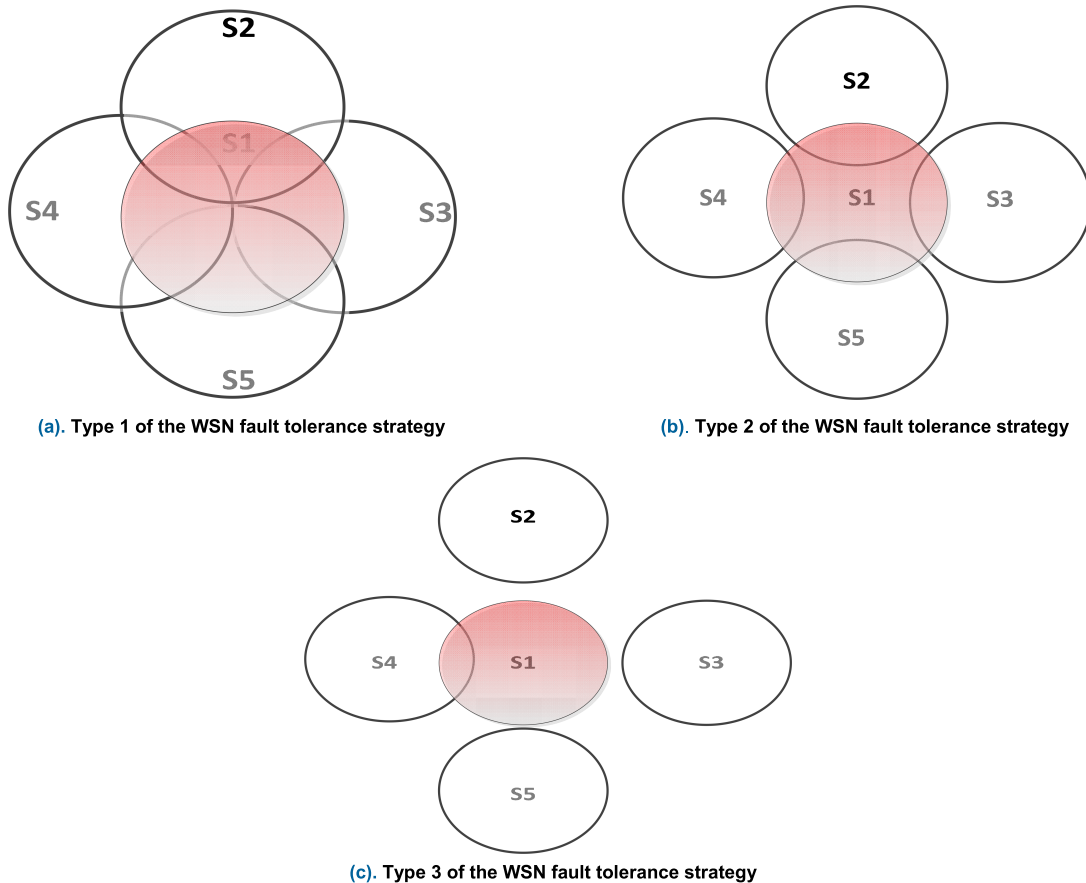 S2
S1
S4
S3
S5
(a). Type 1 of the WSN fault tolerance strategy
S2
S4
S1
S3
S5
(b). Type 2 of the WSN fault tolerance strategy
S2
S4
S1
S3
S5
(c). Type 3 of the WSN fault tolerance strategy